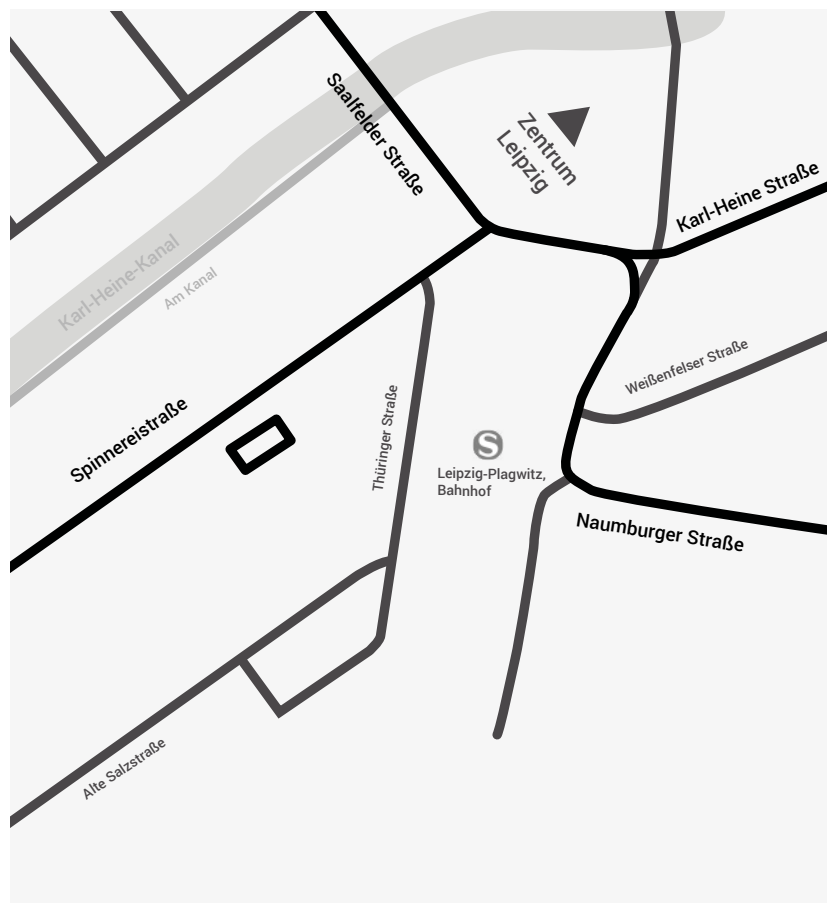 Saalfelder Straße
Zentrum
Leipzig
Karl-Heine Straße
Karl-Heine-Kanal
Am Kanal
Weißenfelser Straße
Spinnereistraße
Thüringer Straße
S
Leipzig-Plagwitz,
Bahnhof
Naumburger Straße
Alte Salzstraße